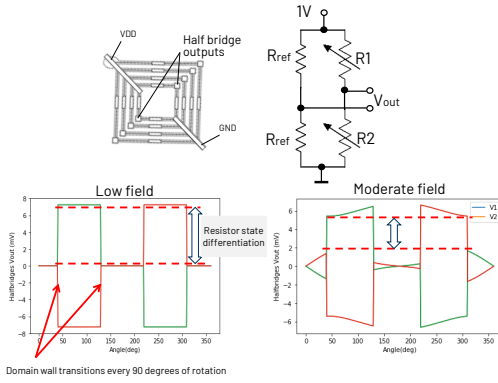 VDD
Half bridge
outputs
GND
1V
Rref
R1
Vout
Rref
R2
Low field
Halfbridges Vout (mV)
8
6
4
2
0
−2
−4
−6
0 50 100 150 200 250 300 350
Angle(deg)
Resistor state
differentiation
Domain wall transitions every 90 degrees of rotation
Moderate field
V1
V2
Halfbridges Vout (mV)
6
4
2
0
−2
−4
−6
0 50 100 150 200 250 300 350
Angle(deg)